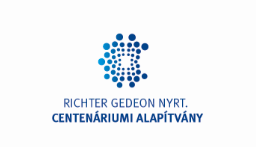 RICHTER GEDEON NYRT.
CENTENÁRIUMI ALAPÍTVÁNY